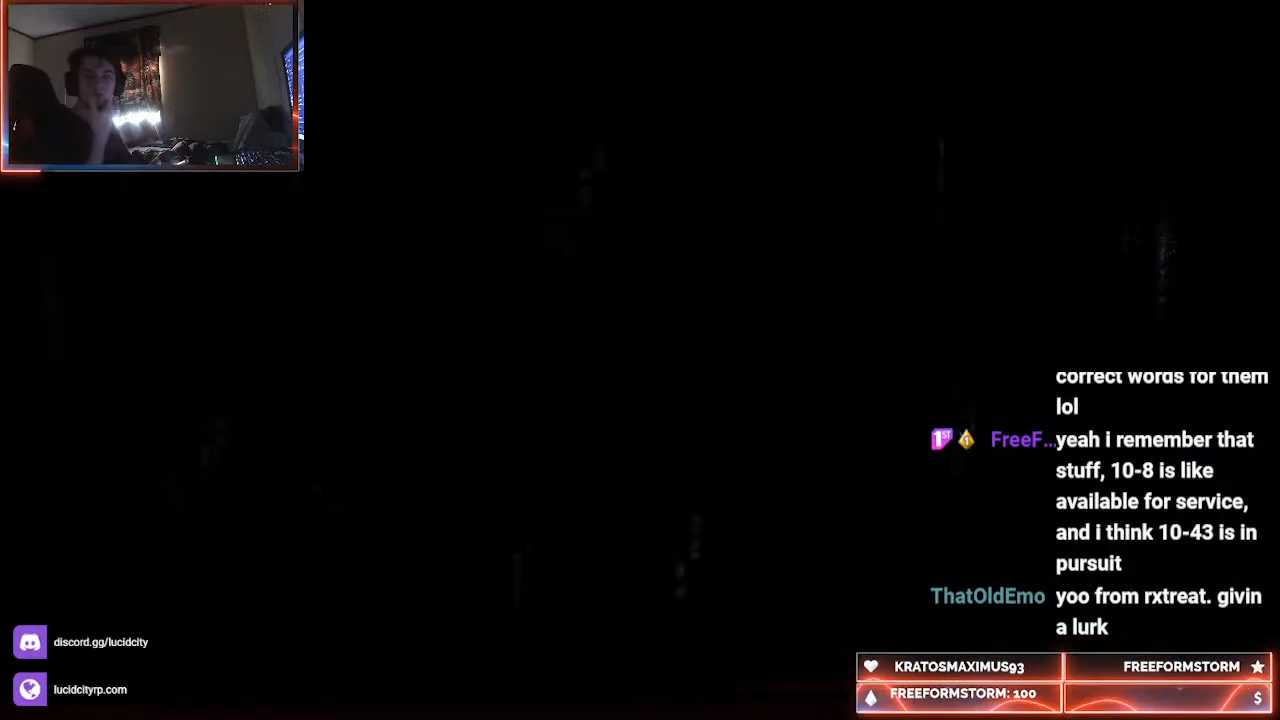 correct words for them
lol
FreeF... yeah i remember that
stuff, 10-8 is like
available for service,
and i think 10-43 is in
pursuit
ThatOldEmo yoo from rxtreat. givin
a lurk
discord.gg/lucidcity
lucidcityrp.com
KRATOSMAXIMUS93
FREEFORMSTORM
FREEFORMSTORM: 100
$